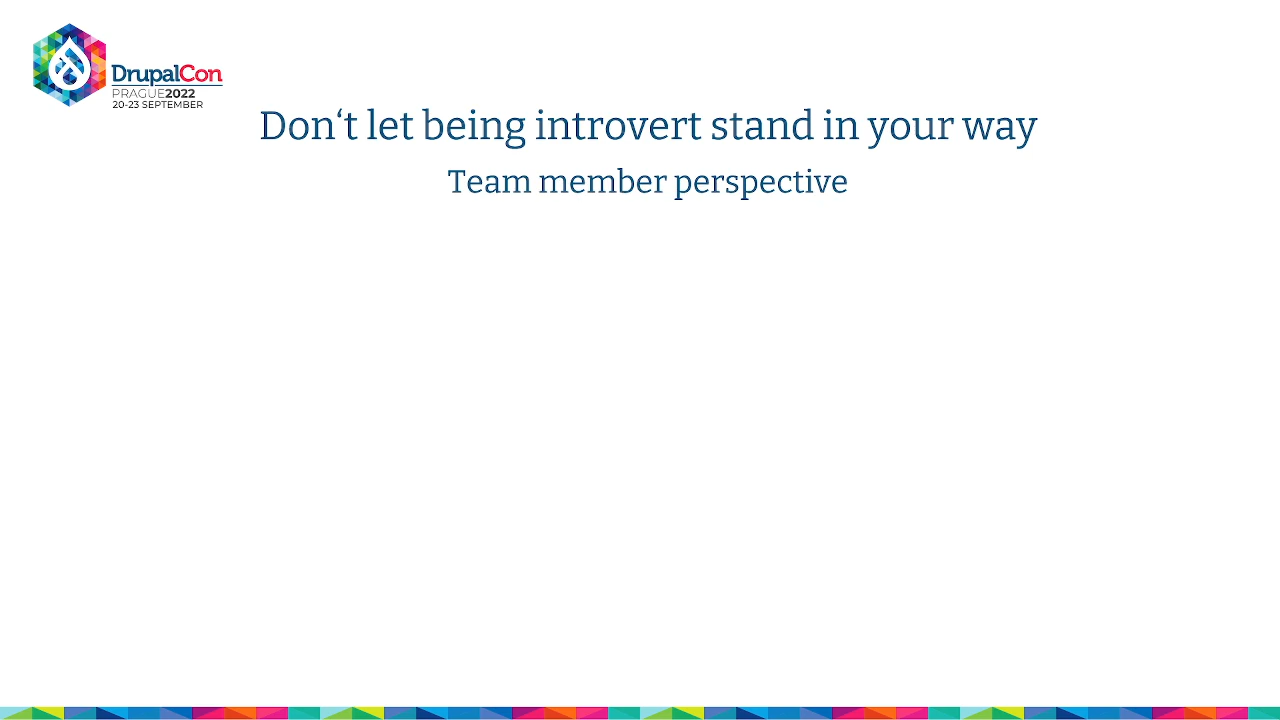 DrupalCon
PRAGUE2022
20-23 SEPTEMBER
Don‘t let being introvert stand in your way
Team member perspective